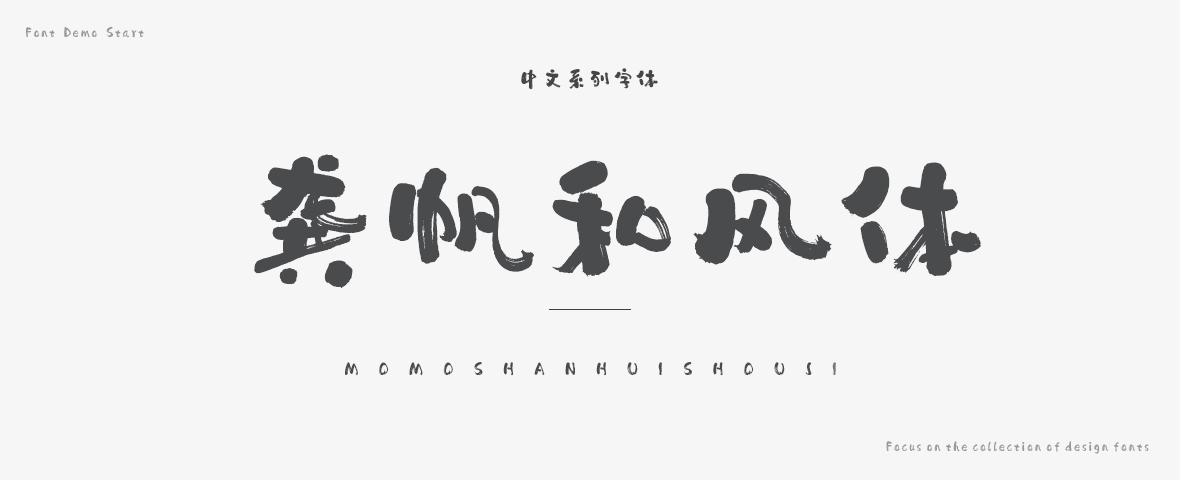 Font Demo Start
中文系列字体
龚帆和风体
MOMOSHANHUISHOUSI
Focus on the collection of design fonts